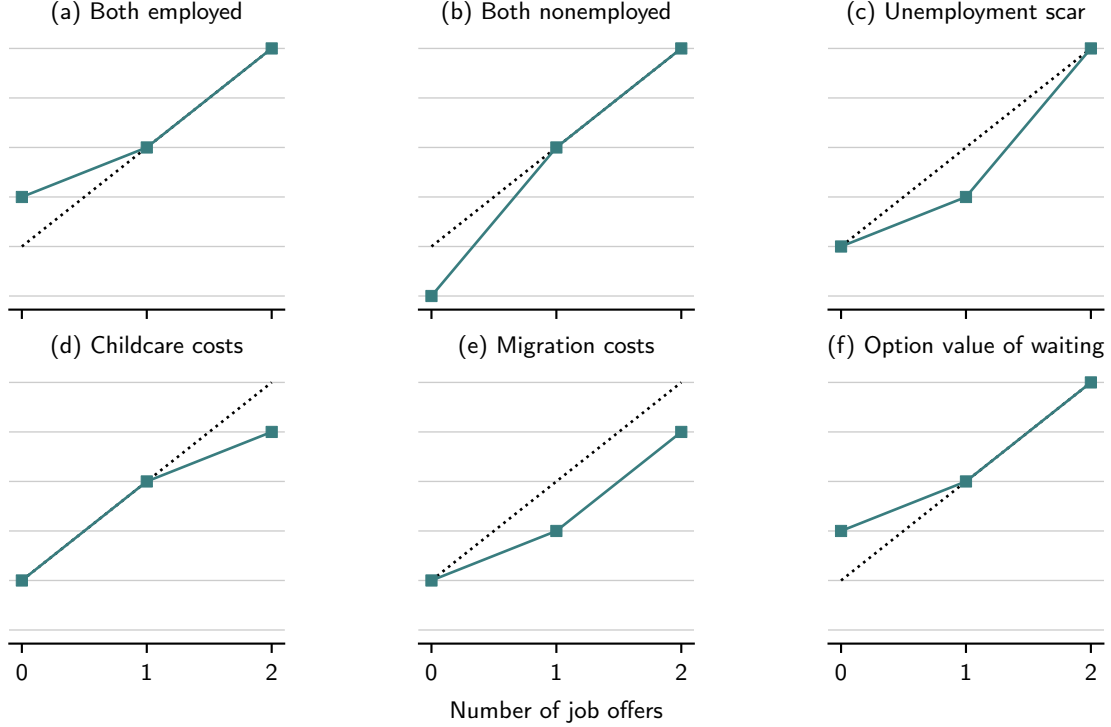 (a) Both employed
(b) Both nonemployed
(c) Unemployment scar
(d) Childcare costs
(e) Migration costs
(f) Option value of waiting
0 1 2
0 1 2
0 1 2
Number of job offers